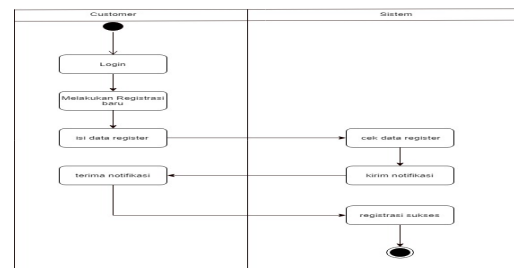 Customer
Sistem
Login
Melakukan Registrasi
baru
isi data register
cek data register
terima notifikasi
kirim notifikasi
registrasi sukses